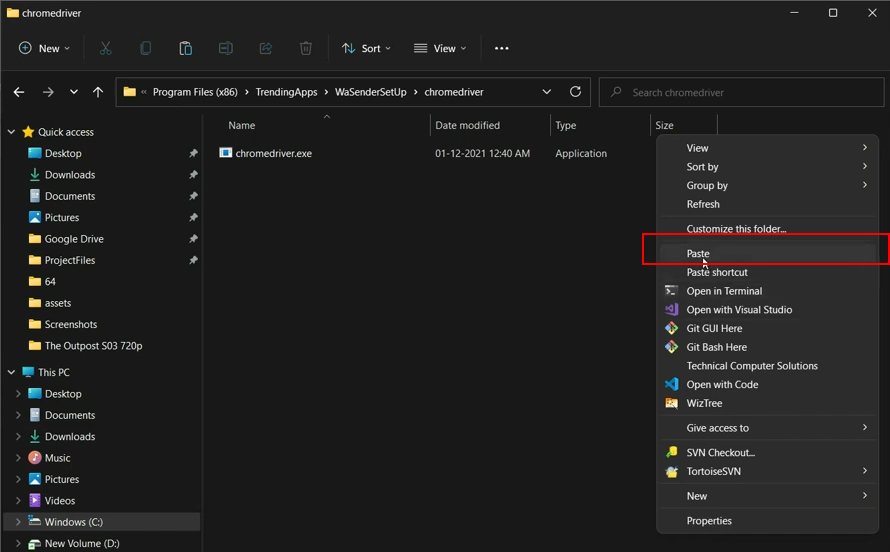 chromedriver
New
Sort
View
« Program Files (x86) > TrendingApps > WaSenderSetUp > chromedriver
Search chromedriver
Name
Date modified
Type
Size
chromedriver.exe
01-12-2021 12:40 AM
Application
Quick access
Desktop
Downloads
Documents
Pictures
Google Drive
ProjectFiles
64
assets
Screenshots
The Outpost S03 720p
This PC
Desktop
Documents
Downloads
Music
Pictures
Videos
Windows (C:)
New Volume (D:)
View
Sort by
Group by
Refresh
Customize this folder...
Paste
Paste shortcut
Open in Terminal
Open with Visual Studio
Git GUI Here
Git Bash Here
Technical Computer Solutions
Open with Code
WizTree
Give access to
SVN Checkout...
TortoiseSVN
New
Properties